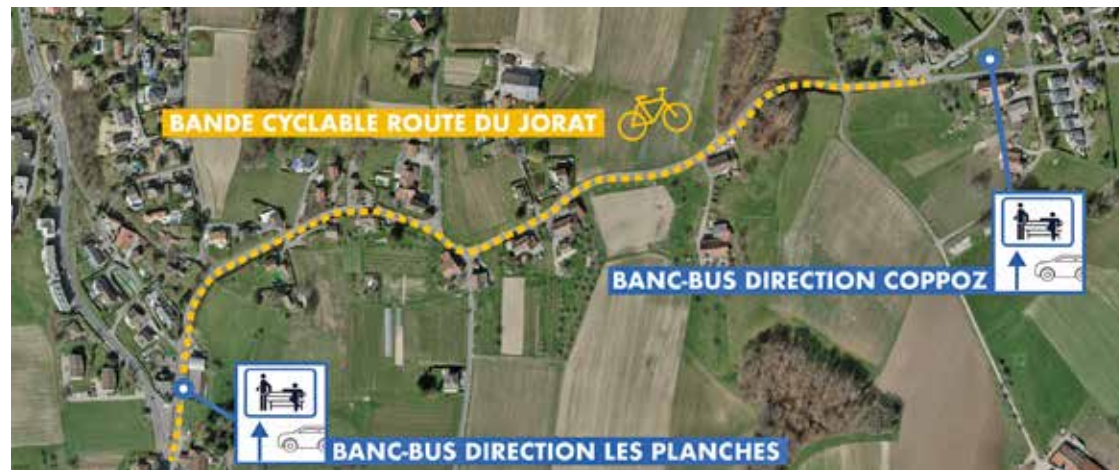 BANDE CYCLABLE ROUTE DU JORAT
BANC-BUS DIRECTION COPPOZ
BANC-BUS DIRECTION LES PLANCHES